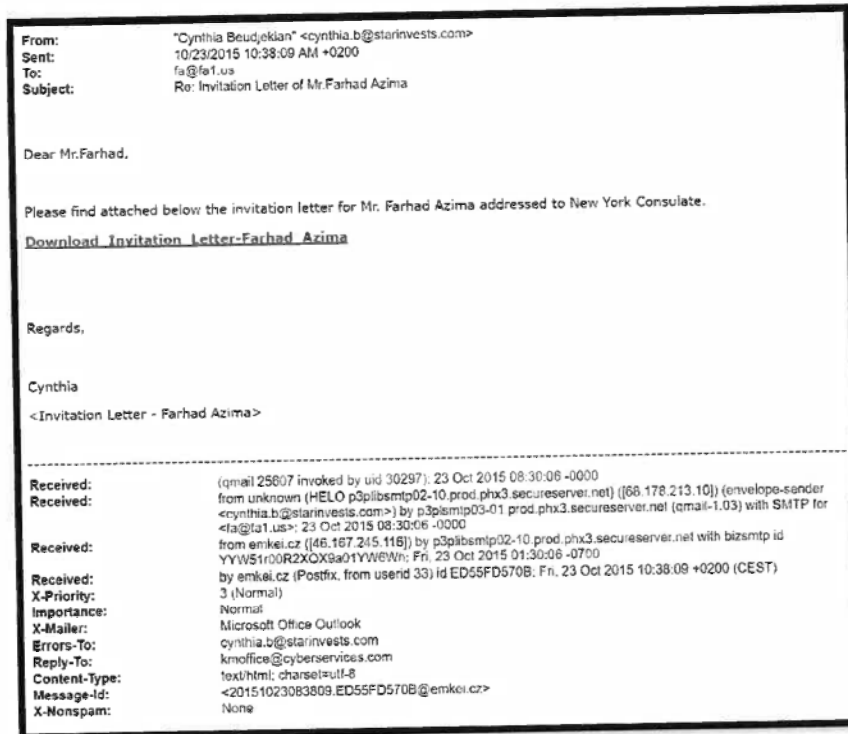 From: "Cynthia Beudjekian" <cynthia.b@starinvests.com>
Sent: 10/23/2015 10:38:09 AM +0200
To: fa@fa1.us
Subject: Re: Invitation Letter of Mr.Farhad Azima
Dear Mr.Farhad,
Please find attached below the invitation letter for Mr. Farhad Azima addressed to New York Consulate.
Download Invitation Letter-Farhad Azima
Regards,
Cynthia
<Invitation Letter - Farhad Azima>
Received: (qmail 25607 invoked by uid 30297); 23 Oct 2015 08:30:06 -0000
Received: from unknown (HELO p3plibsmtp02-10.prod.phx3.secureserver.net) ([68.178.213.10]) (envelope-sender
<cynthia.b@starinvests.com>) by p3plsmtp03-01 prod.phx3.secureserver.net (qmail-1.03) with SMTP for
<fa@fa1.us>; 23 Oct 2015 08:30:06 -0000
Received: from emkei.cz ([46.167.245.116]) by p3plibsmtp02-10.prod.phx3.secureserver.net with bizsmtp id
YYW51r00R2XOX9a01YW6Wn; Fri, 23 Oct 2015 01:30:06 -0700
Received: by emkei.cz (Postfix, from userid 33) id ED55FD570B; Fri, 23 Oct 2015 10:38:09 +0200 (CEST)
X-Priority: 3 (Normal)
Importance: Normal
X-Mailer: Microsoft Office Outlook
Errors-To: cynthia.b@starinvests.com
Reply-To: kmoffice@cyberservices.com
Content-Type: text/html; charset=utf-8
Message-Id: <20151023083809.ED55FD570B@emkei.cz>
X-Nonspam: None